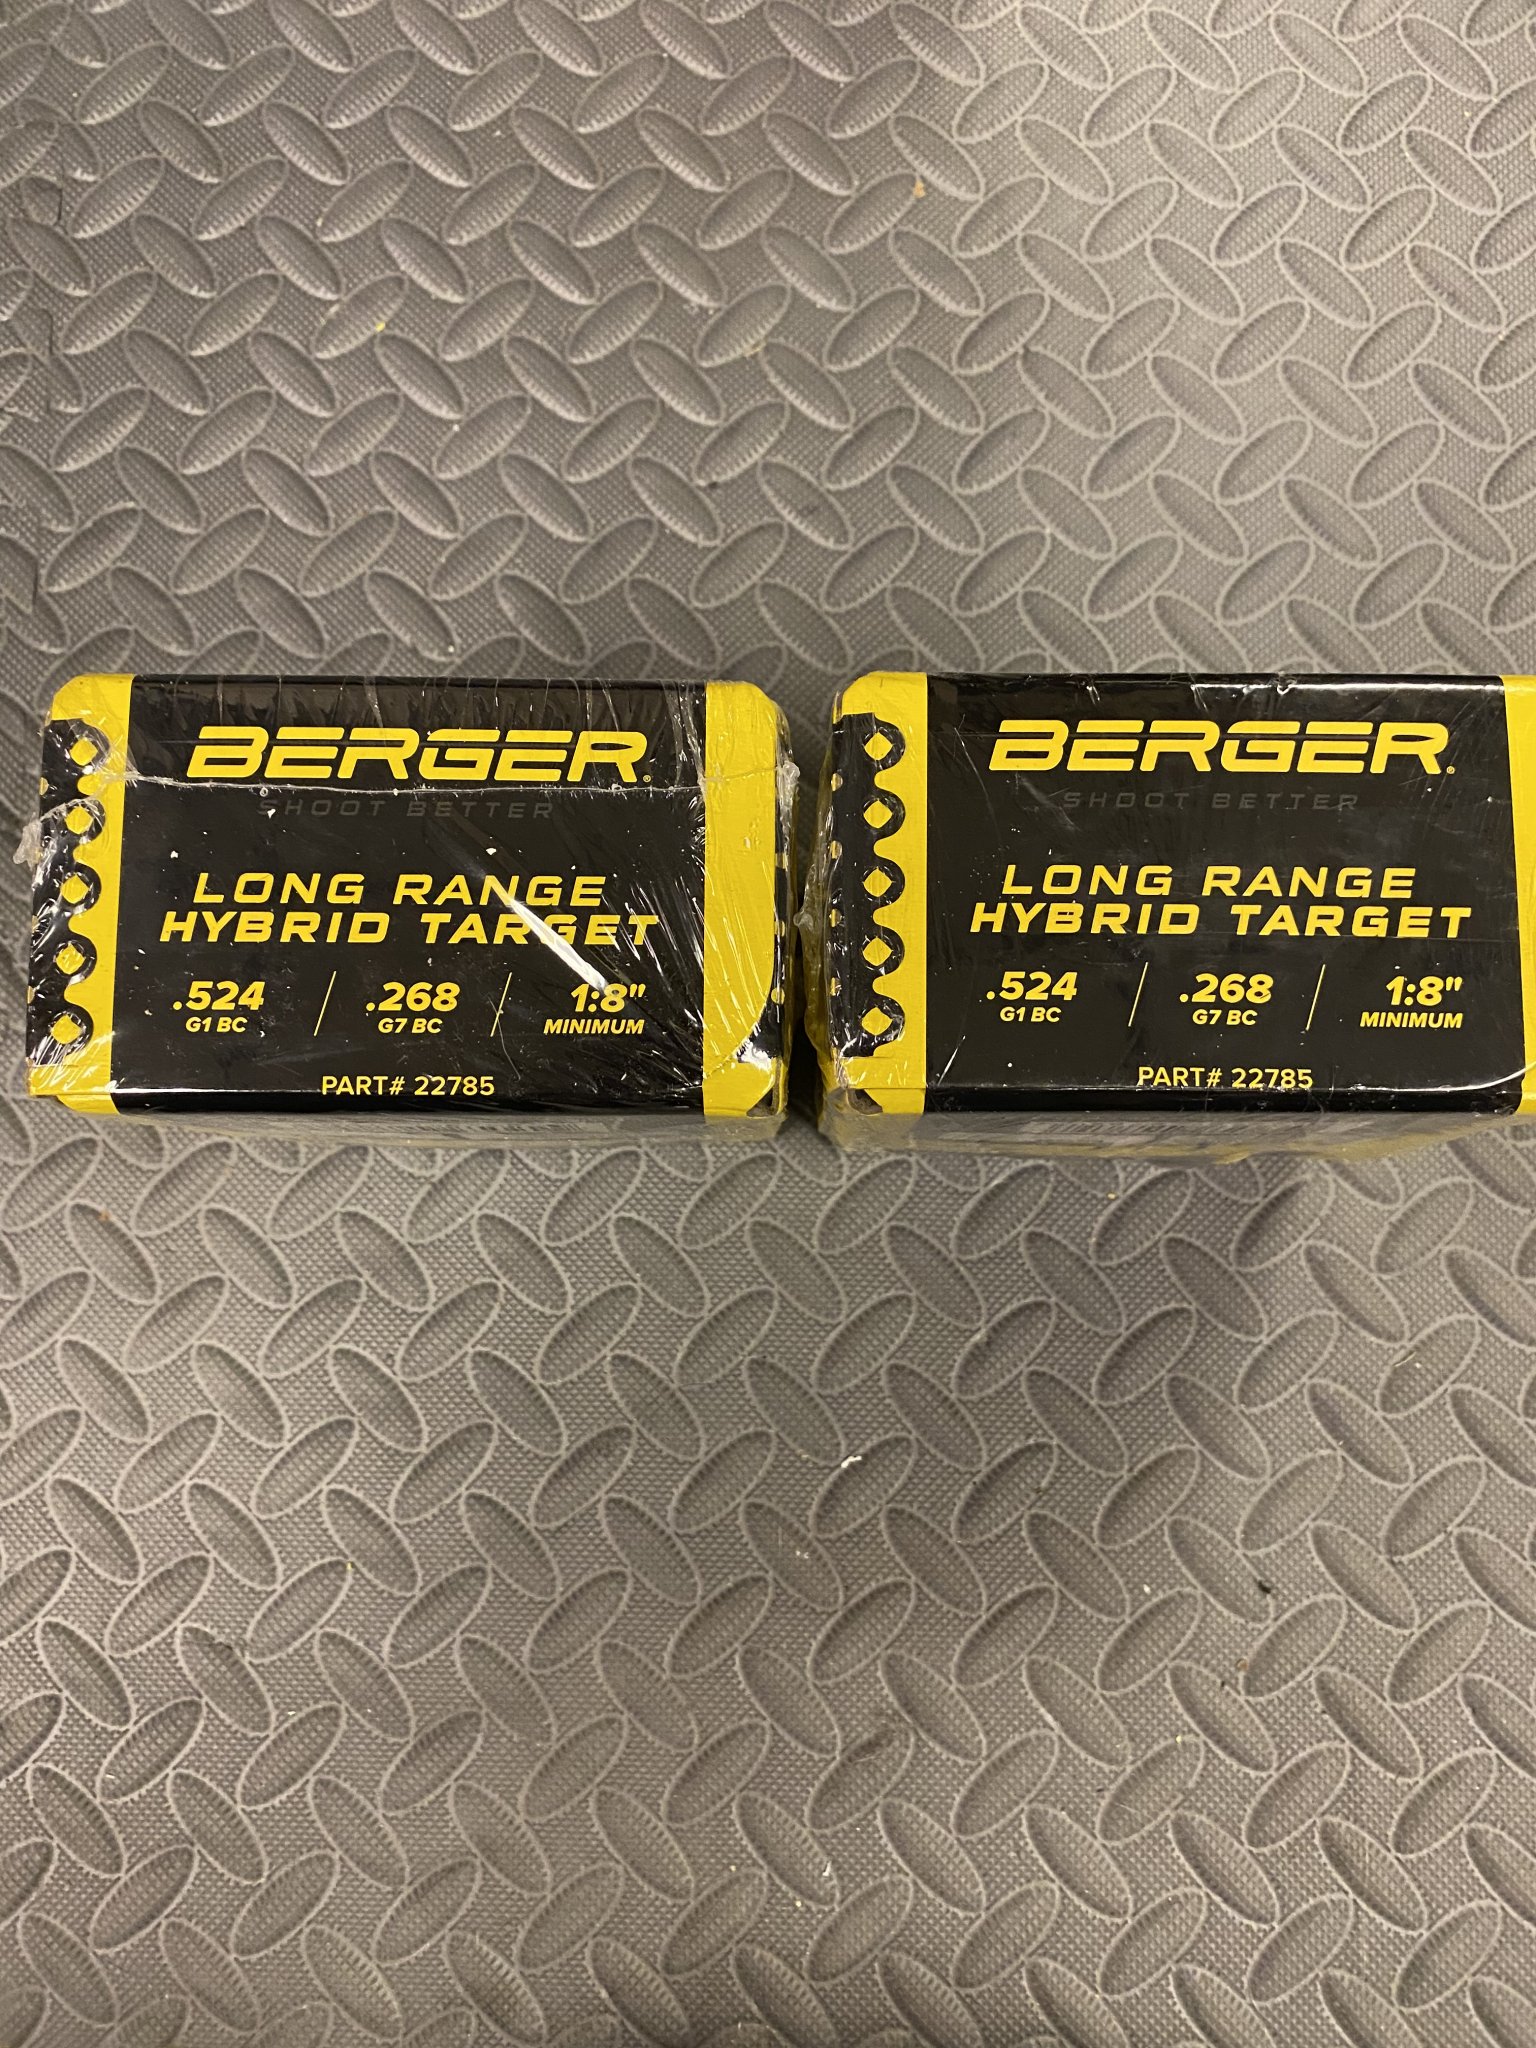 BERGER
SHOOT BETTER
LONG RANGE
HYBRID TARGET
.524 / .268 / 1:8"
G1 BC G7 BC MINIMUM
PART# 22785
BERGER
SHOOT BETTER
LONG RANGE
HYBRID TARGET
.524 / .268 / 1:8"
G1 BC G7 BC MINIMUM
PART# 22785